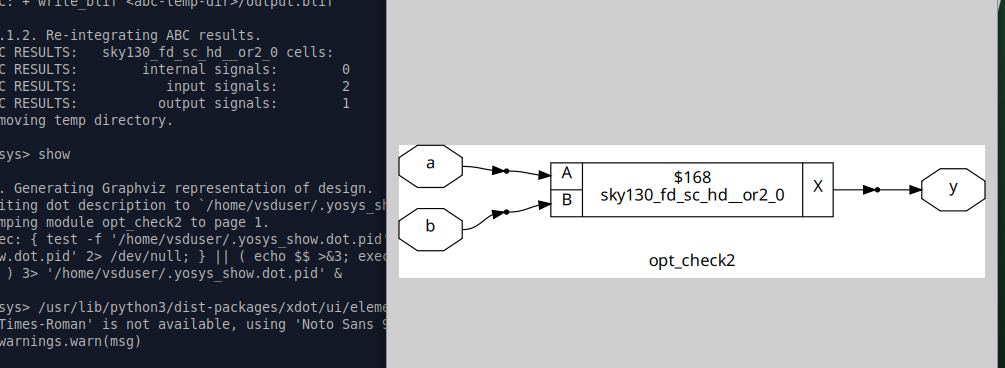 c: + write_blif <abc-temp-dir>/output.blif
.1.2. Re-integrating ABC results.
C RESULTS:   sky130_fd_sc_hd__or2_0 cells:
C RESULTS:        internal signals:        0
C RESULTS:           input signals:        2
C RESULTS:          output signals:        1
moving temp directory.
sys> show
. Generating Graphviz representation of design.
iting dot description to `/home/vsduser/.yosys_sh
mping module opt_check2 to page 1.
ec: { test -f '/home/vsduser/.yosys_show.dot.pid'
w.dot.pid' 2> /dev/null; } || ( echo $$ >&3; exec
 ) 3> '/home/vsduser/.yosys_show.dot.pid' &
sys> /usr/lib/python3/dist-packages/xdot/ui/eleme
Times-Roman' is not available, using 'Noto Sans 9
warnings.warn(msg)
a
b
A
B
$168
sky130_fd_sc_hd__or2_0
X
y
opt_check2